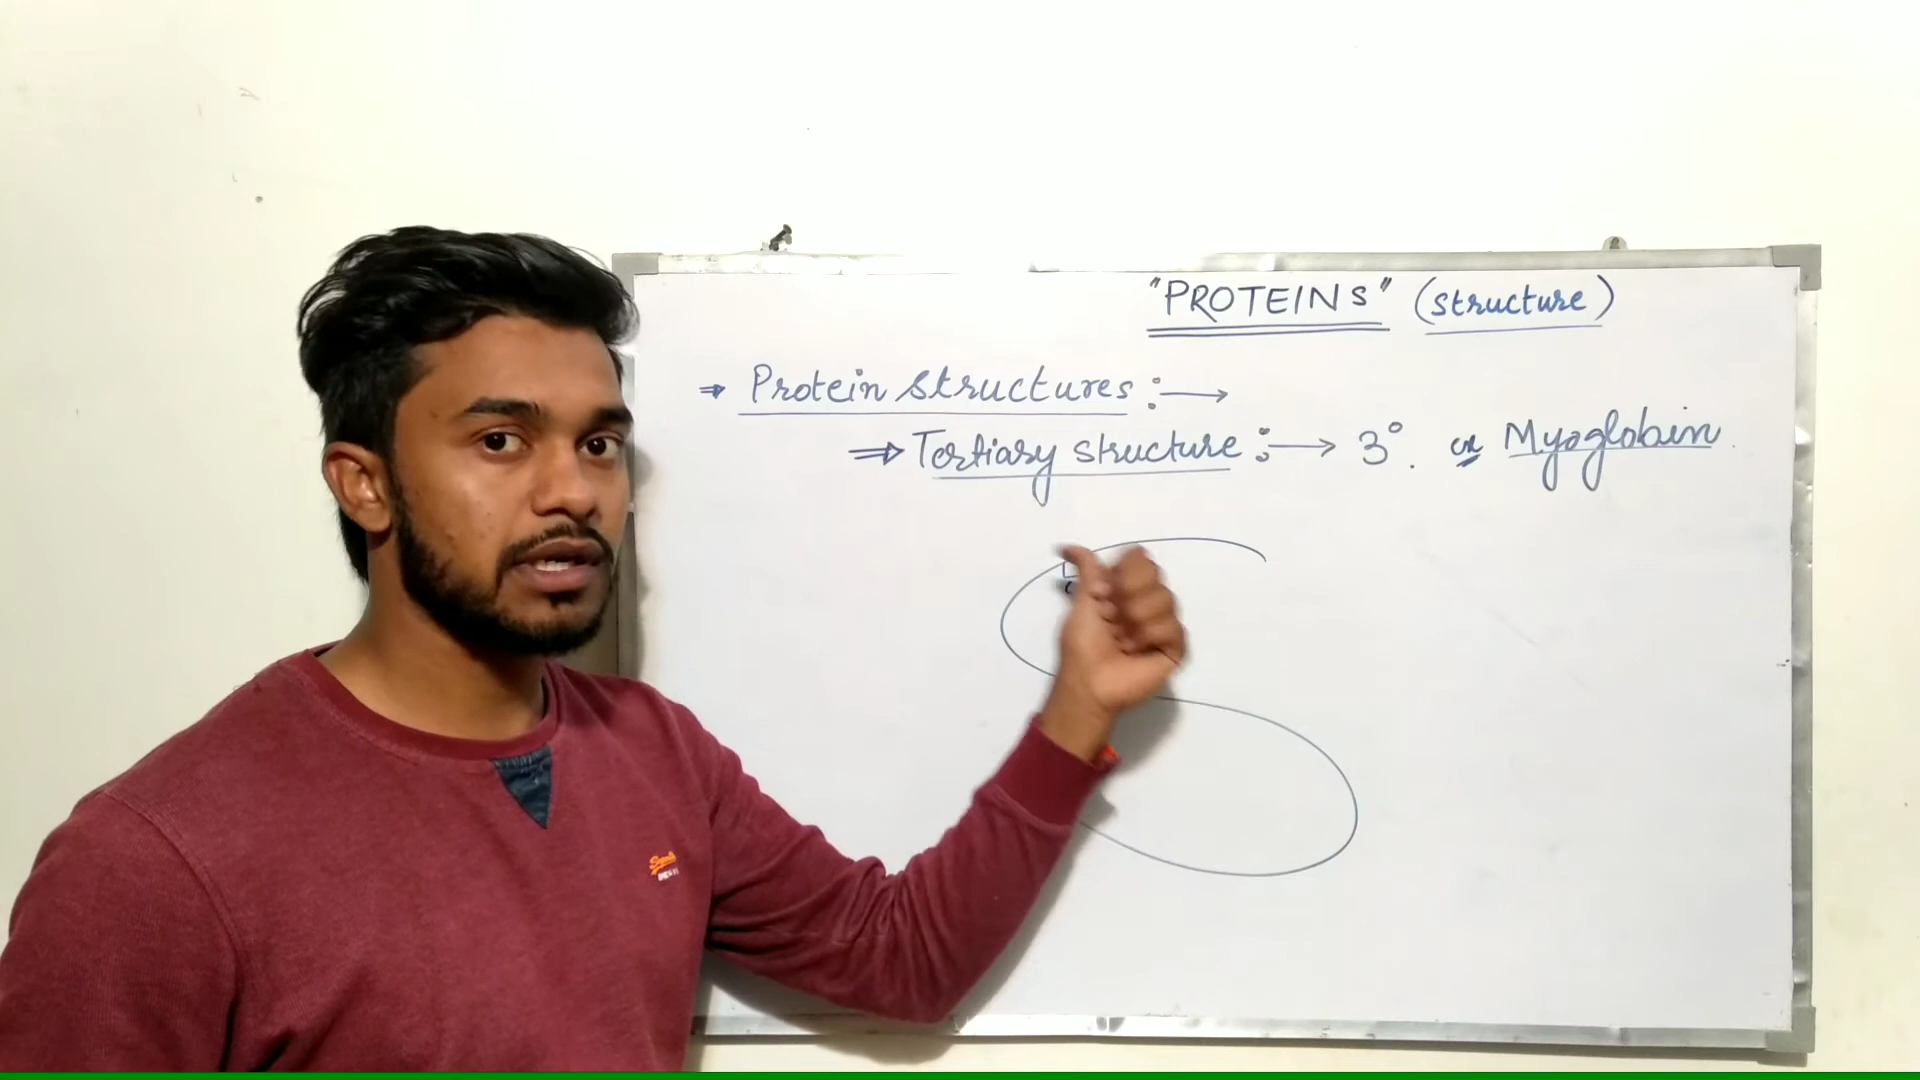 "PROTEINS" (structure)
⇒ Protein structures :→
⇒ Tertiary structure :→ 3°. or Myoglobin.